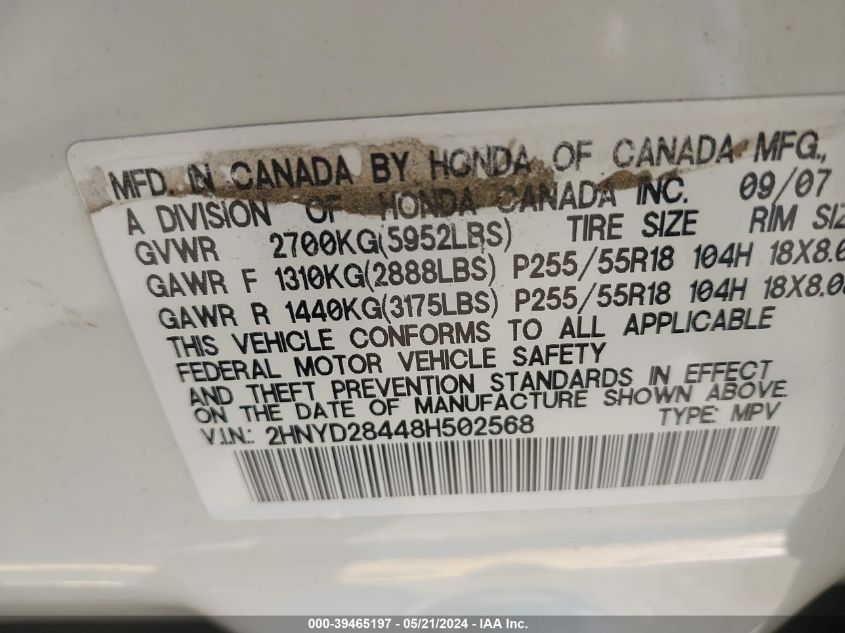 MFD. IN CANADA BY HONDA OF CANADA MFG.,
A DIVISION OF HONDA CANADA INC. 09/07
GVWR 2700KG(5952LBS) TIRE SIZE RIM SIZ
GAWR F 1310KG(2888LBS) P255/55R18 104H 18X8.0
GAWR R 1440KG(3175LBS) P255/55R18 104H 18X8.0
THIS VEHICLE CONFORMS TO ALL APPLICABLE
FEDERAL MOTOR VEHICLE SAFETY
AND THEFT PREVENTION STANDARDS IN EFFECT
ON THE DATE OF MANUFACTURE SHOWN ABOVE.
V.I.N.: 2HNYD28448H502568 TYPE: MPV
000-39465197 - 05/21/2024 - IAA Inc.